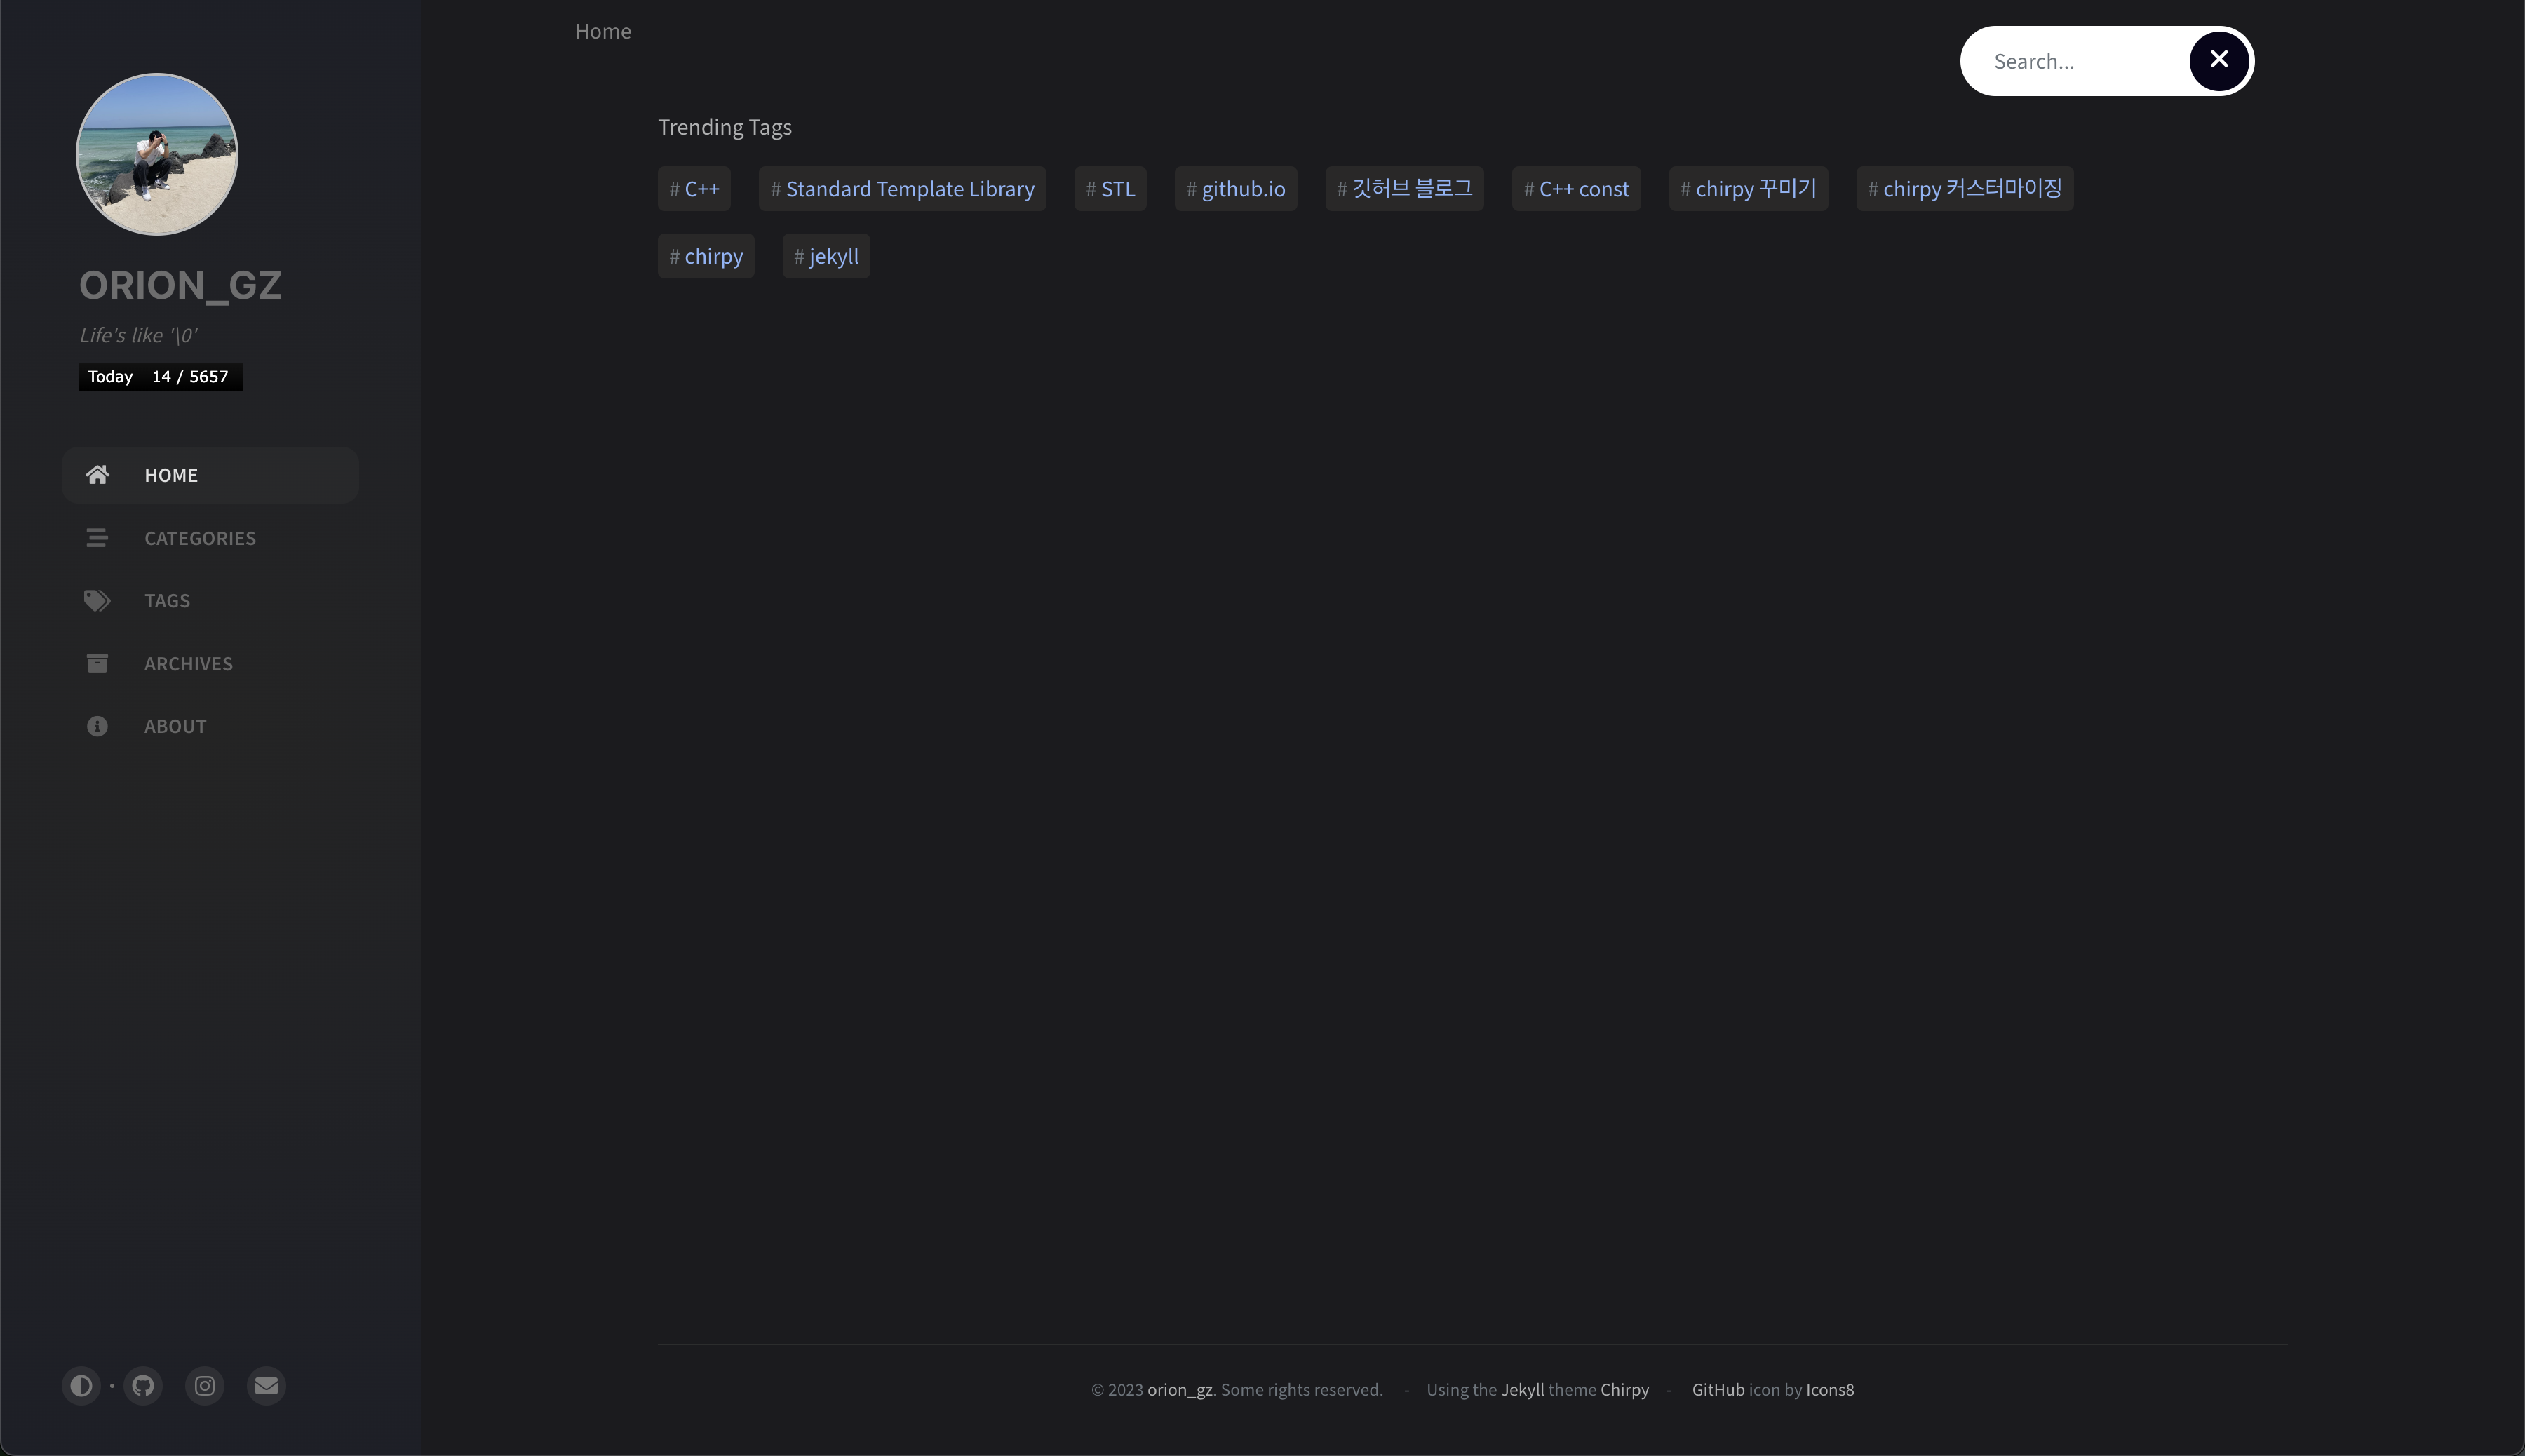 Home
Search...
Trending Tags
# C++ # Standard Template Library # STL # github.io # 깃허브 블로그 # C++ const # chirpy 꾸미기 # chirpy 커스터마이징
# chirpy # jekyll
ORION_GZ
Life's like '\0'
Today 14 / 5657
HOME
CATEGORIES
TAGS
ARCHIVES
ABOUT
© 2023 orion_gz. Some rights reserved. - Using the Jekyll theme Chirpy - GitHub icon by Icons8